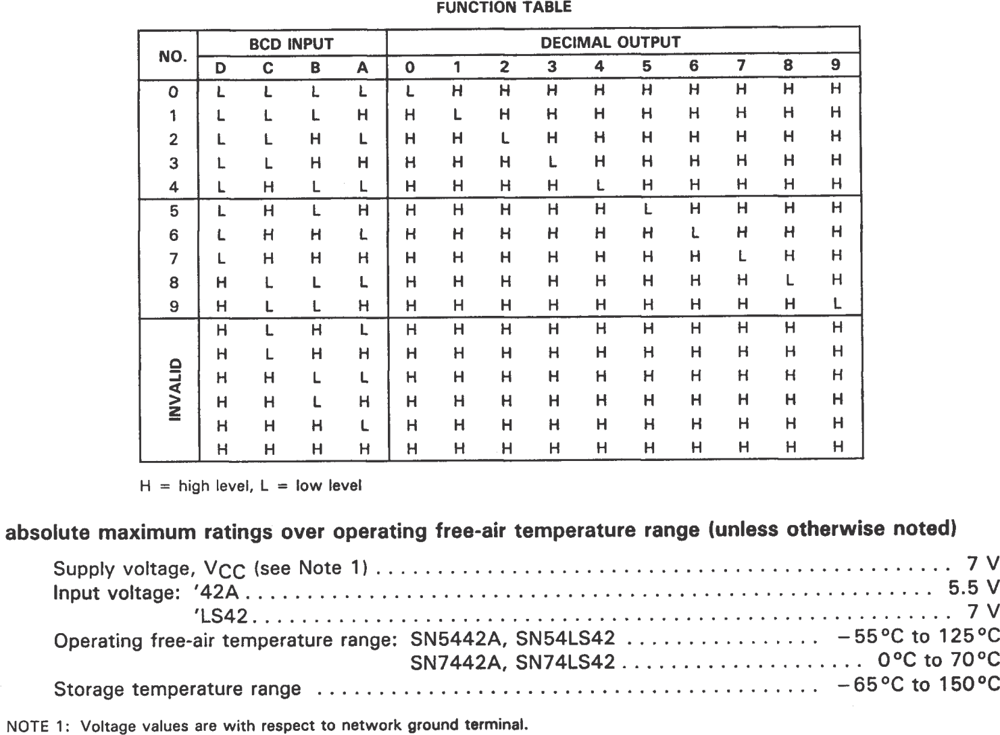 FUNCTION TABLE
NO. BCD INPUT DECIMAL OUTPUT
D C B A 0 1 2 3 4 5 6 7 8 9
0 L L L L L H H H H H H H H H
1 L L L H H L H H H H H H H H
2 L L H L H H L H H H H H H H
3 L L H H H H H L H H H H H H
4 L H L L H H H H L H H H H H
5 L H L H H H H H H L H H H H
6 L H H L H H H H H H L H H H
7 L H H H H H H H H H H L H H
8 H L L L H H H H H H H H L H
9 H L L H H H H H H H H H H L
INVALID
H L H L H H H H H H H H H H
H L H H H H H H H H H H H H
H H L L H H H H H H H H H H
H H L H H H H H H H H H H H
H H H L H H H H H H H H H H
H H H H H H H H H H H H H H
H = high level, L = low level
absolute maximum ratings over operating free-air temperature range (unless otherwise noted)
Supply voltage, VCC (see Note 1) . . . . . . . . . . . . . . . . . . . . 7 V
Input voltage: '42A . . . . . . . . . . . . . . . . . . . . 5.5 V
'LS42 . . . . . . . . . . . . . . . . . . . . 7 V
Operating free-air temperature range: SN5442A, SN54LS42 . . . . . . . . . . . . . . . . −55°C to 125°C
SN7442A, SN74LS42 . . . . . . . . . . . . . . . . . . . . 0°C to 70°C
Storage temperature range . . . . . . . . . . . . . . . . . . . . −65°C to 150°C
NOTE 1: Voltage values are with respect to network ground terminal.